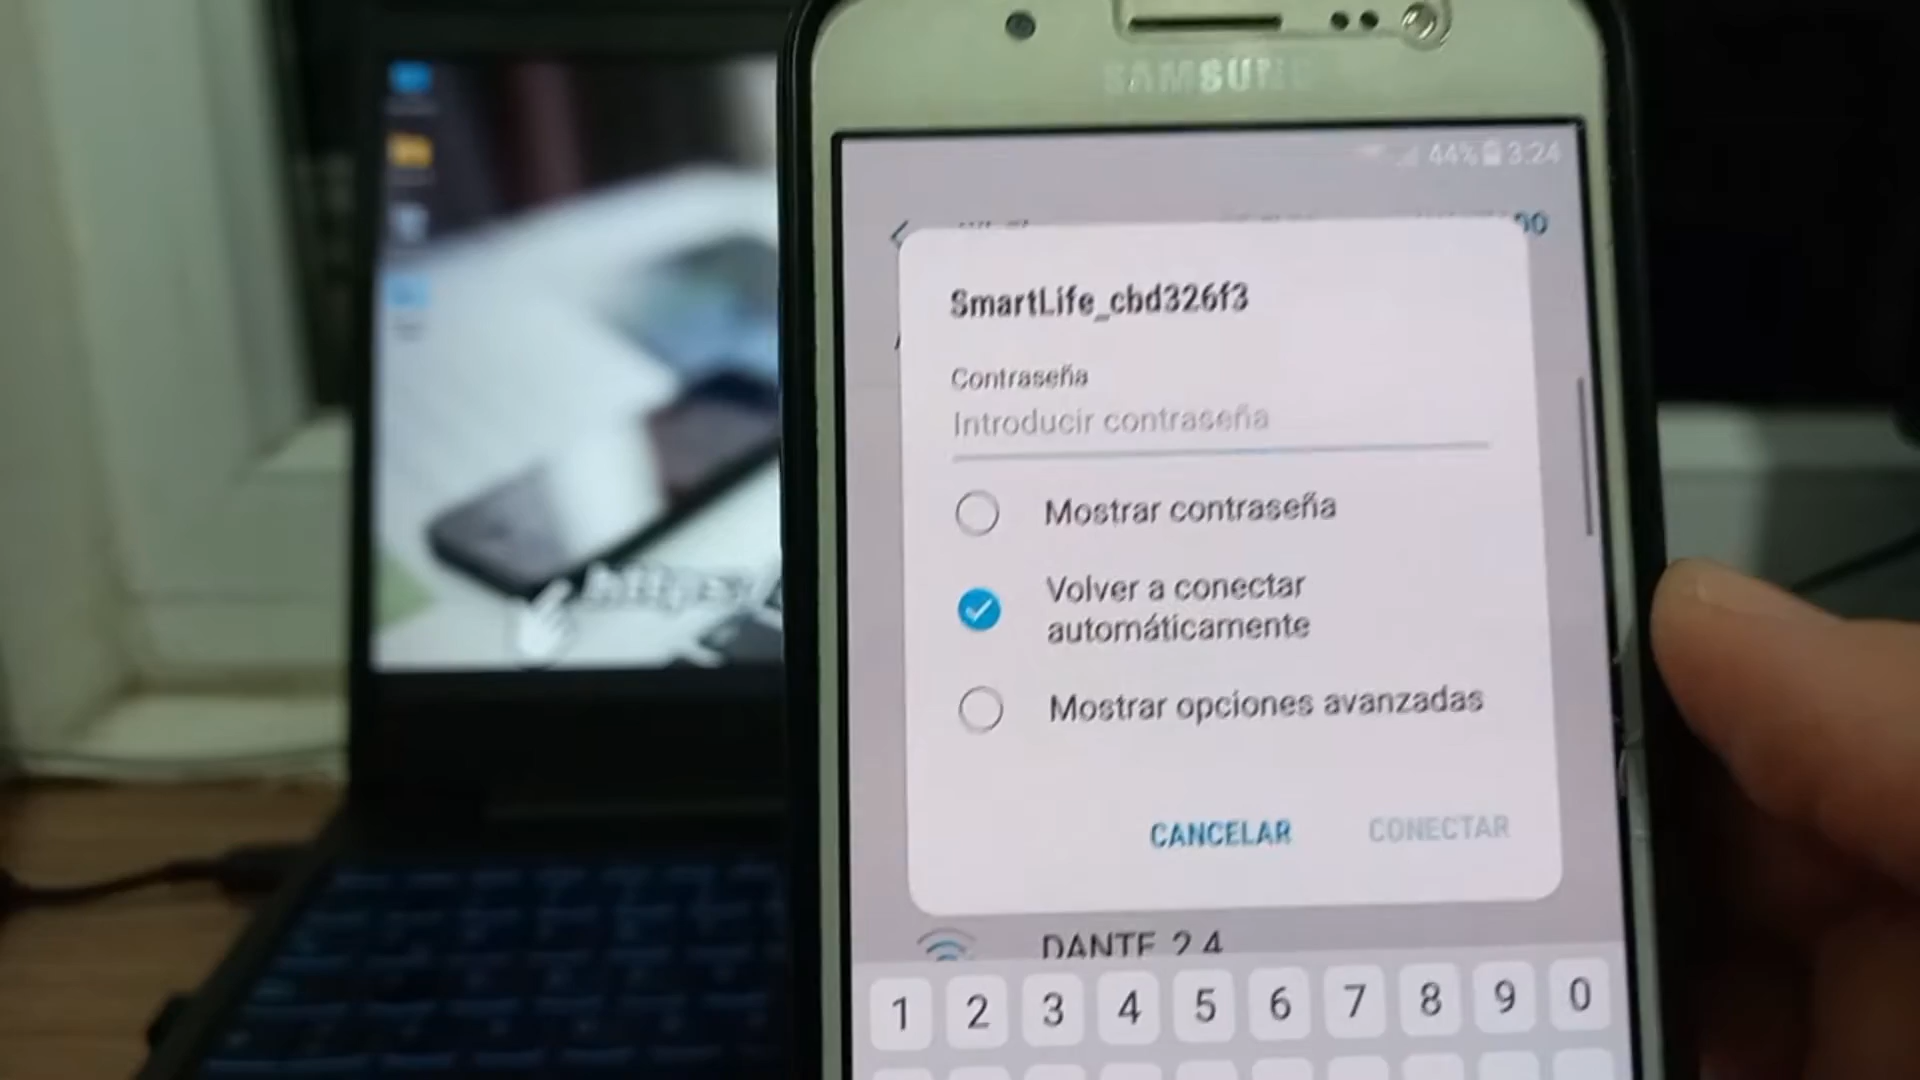 SAMSUNG
44% 3:24
SmartLife_cbd326f3
Contraseña
Introducir contraseña
Mostrar contraseña
Volver a conectar
automáticamente
Mostrar opciones avanzadas
CANCELAR CONECTAR
DANTE 2.4
1 2 3 4 5 6 7 8 9 0